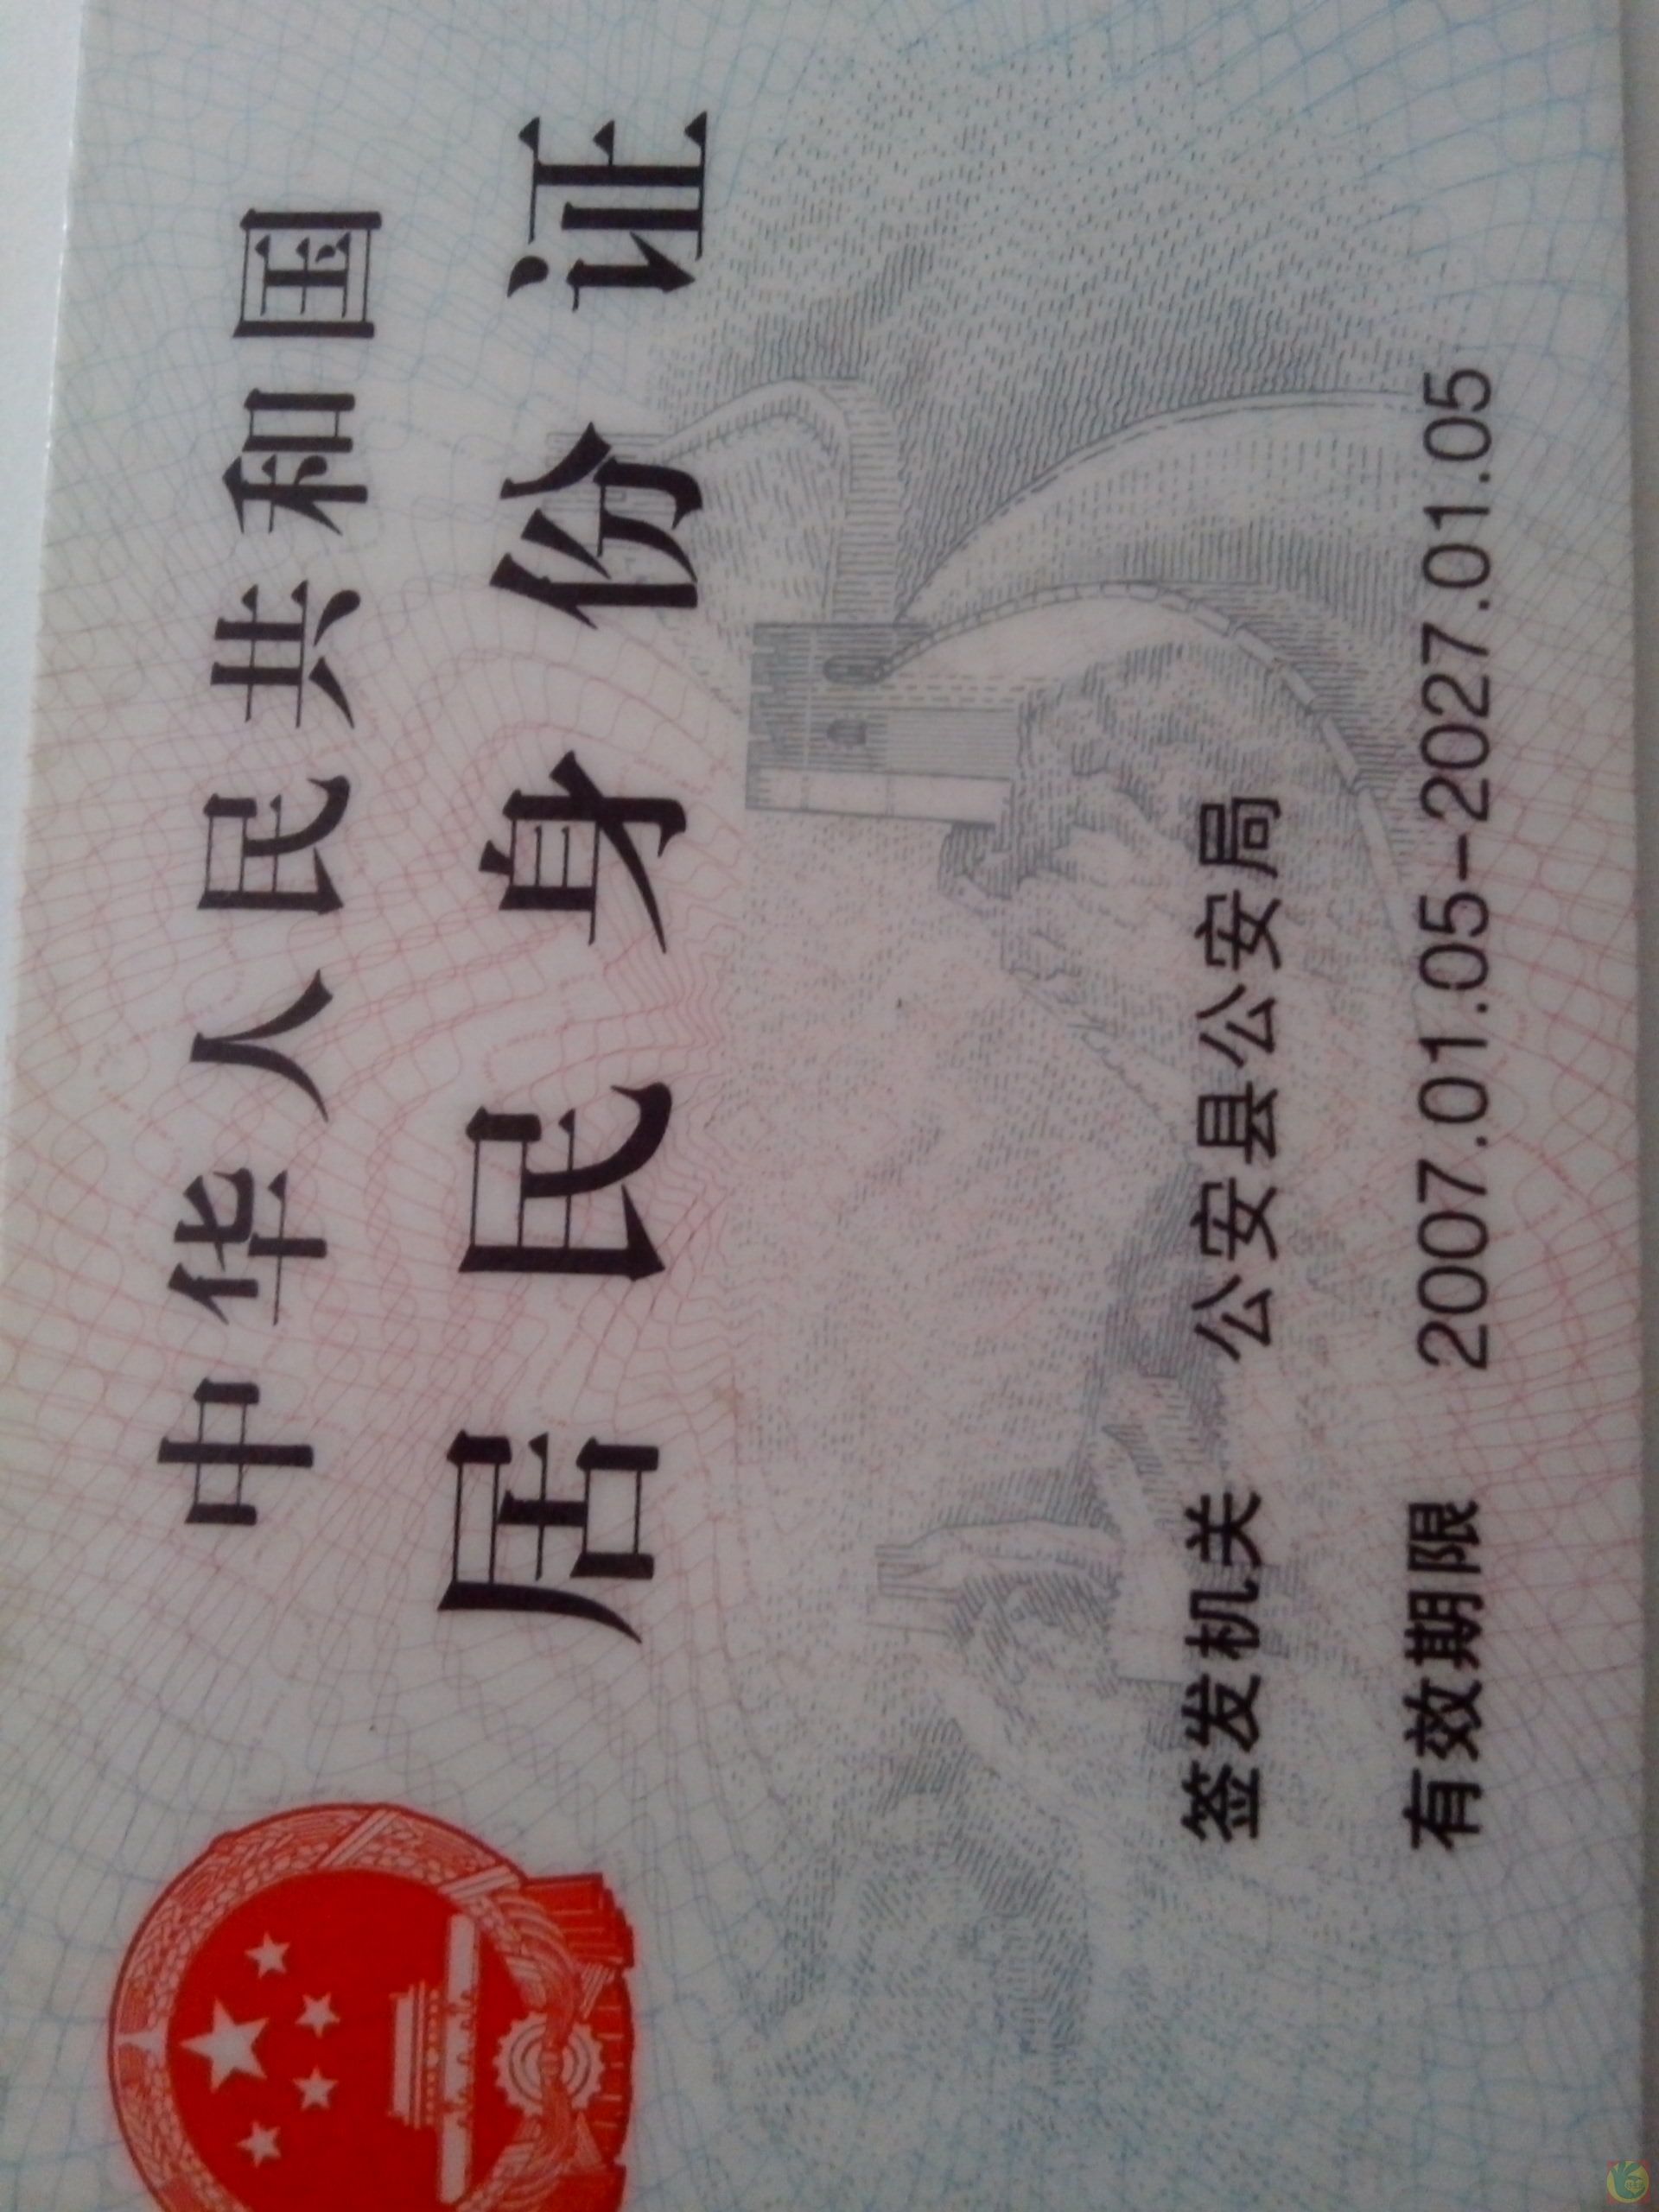 中华人民共和国
居民身份证
签发机关 公安县公安局
有效期限 2007.01.05-2027.01.05